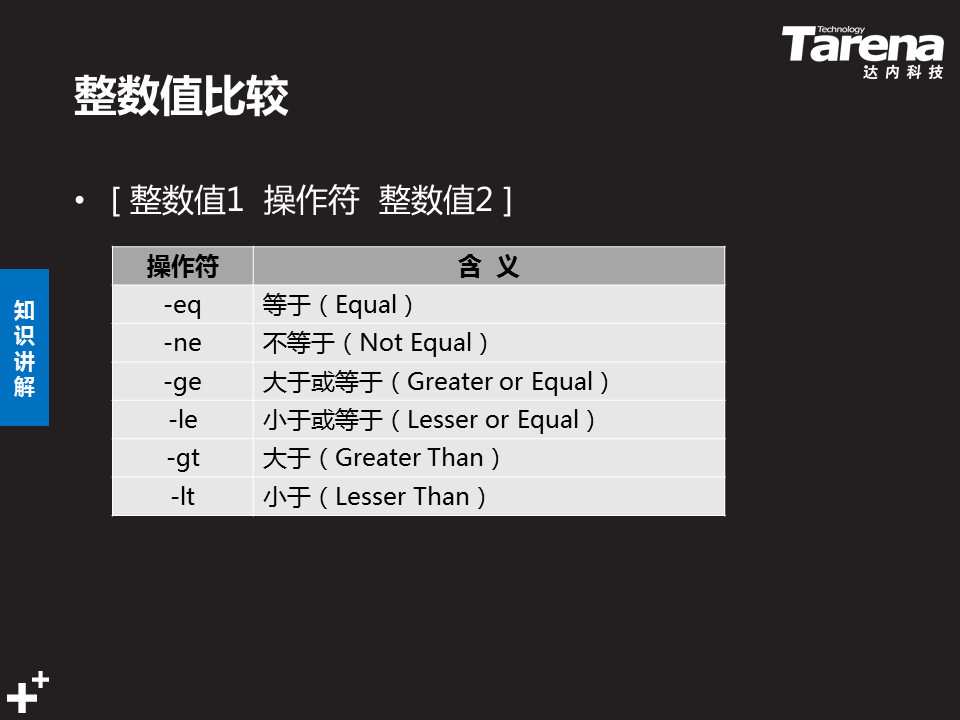 Technology
Tarena
达内科技
整数值比较
• [ 整数值1 操作符 整数值2 ]
操作符 含 义
-eq 等于（Equal）
-ne 不等于（Not Equal）
-ge 大于或等于（Greater or Equal）
-le 小于或等于（Lesser or Equal）
-gt 大于（Greater Than）
-lt 小于（Lesser Than）
知识讲解